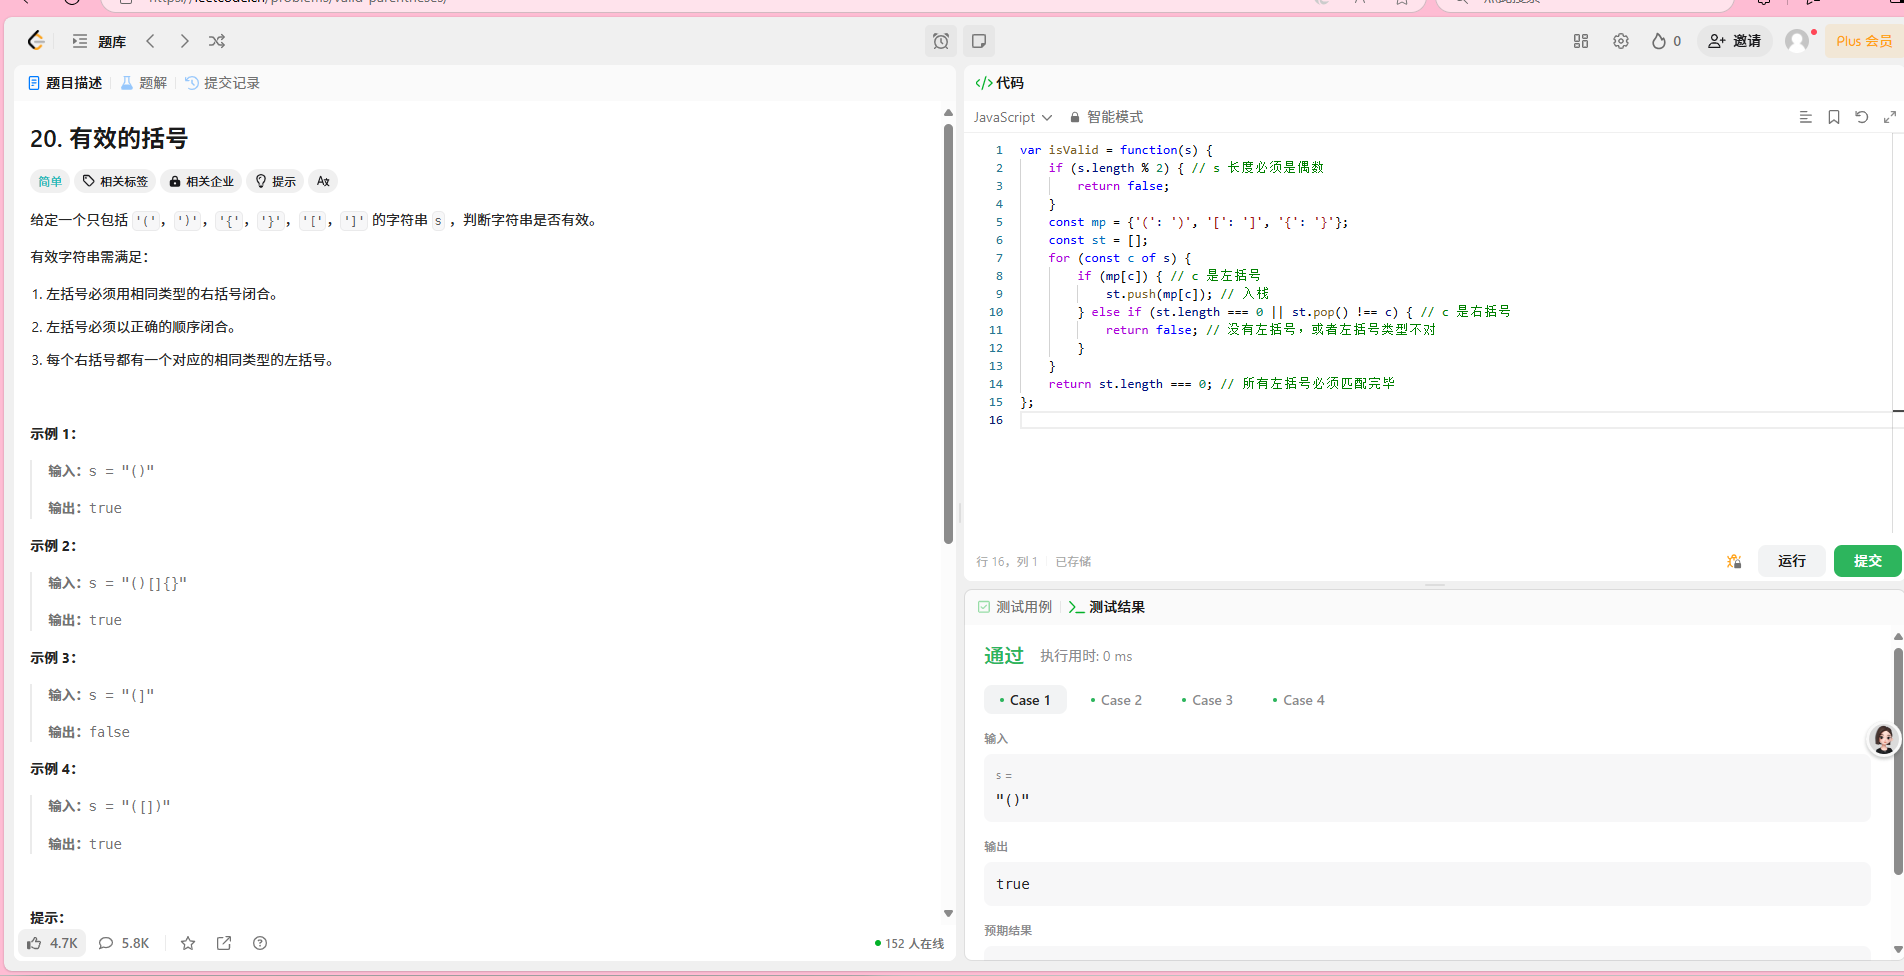 题库
0
邀请
Plus 会员
题目描述
题解
提交记录
20. 有效的括号
简单
相关标签
相关企业
提示
给定一个只包括 '(', ')', '{', '}', '[', ']' 的字符串 s ，判断字符串是否有效。
有效字符串需满足：
1. 左括号必须用相同类型的右括号闭合。
2. 左括号必须以正确的顺序闭合。
3. 每个右括号都有一个对应的相同类型的左括号。
示例 1：
输入：s = "()"
输出：true
示例 2：
输入：s = "()[]{}"
输出：true
示例 3：
输入：s = "(]"
输出：false
示例 4：
输入：s = "([])"
输出：true
提示：
4.7K
5.8K
152 人在线
代码
JavaScript
智能模式
1 var isValid = function(s) {
2 if (s.length % 2) { // s 长度必须是偶数
3 return false;
4 }
5 const mp = {'(': ')', '[': ']', '{': '}'};
6 const st = [];
7 for (const c of s) {
8 if (mp[c]) { // c 是左括号
9 st.push(mp[c]); // 入栈
10 } else if (st.length === 0 || st.pop() !== c) { // c 是右括号
11 return false; // 没有左括号，或者左括号类型不对
12 }
13 }
14 return st.length === 0; // 所有左括号必须匹配完毕
15 };
16
行 16，列 1
已存储
运行
提交
测试用例
测试结果
通过
执行用时: 0 ms
Case 1
Case 2
Case 3
Case 4
输入
s =
"()"
输出
true
预期结果